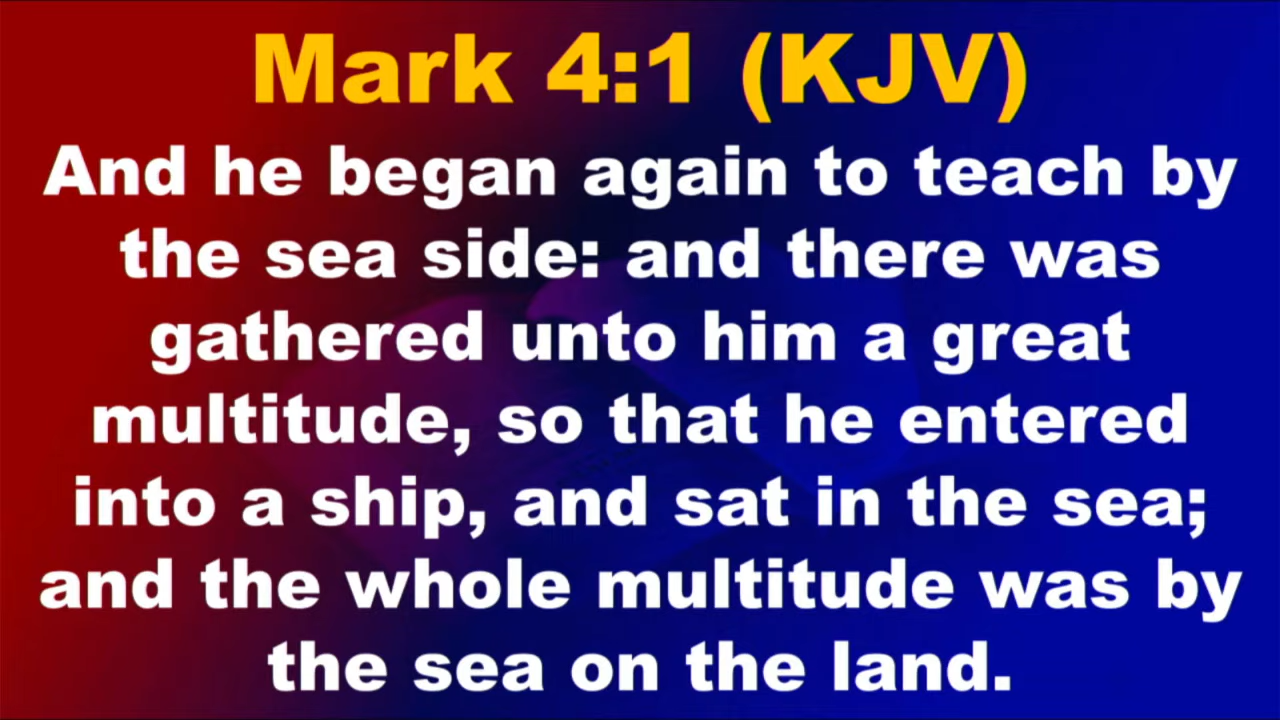 Mark 4:1 (KJV)
And he began again to teach by
the sea side: and there was
gathered unto him a great
multitude, so that he entered
into a ship, and sat in the sea;
and the whole multitude was by
the sea on the land.